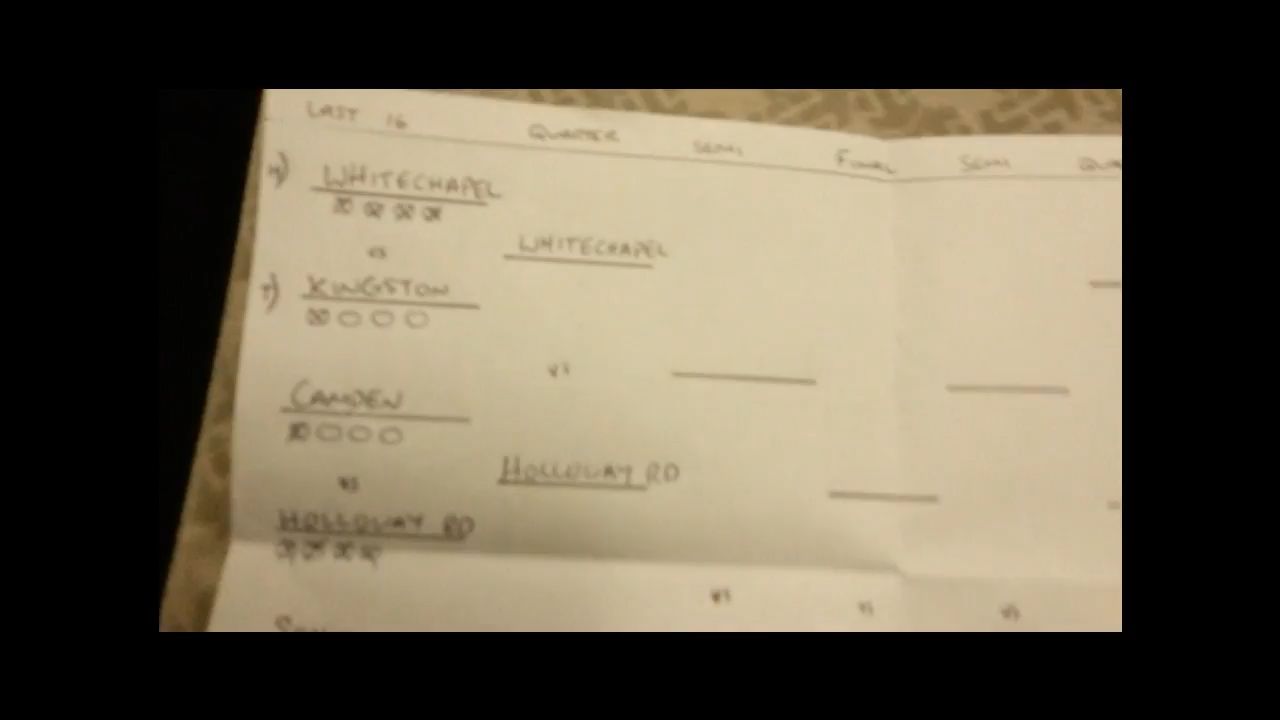 LAST 16 QUARTER SEMI FINAL SEMI QUA
WHITECHAPEL
vs
WHITECHAPEL
KINGSTON
vs
CAMDEN
HOLLOWAY RD
vs
HOLLOWAY RD
vs vs vs